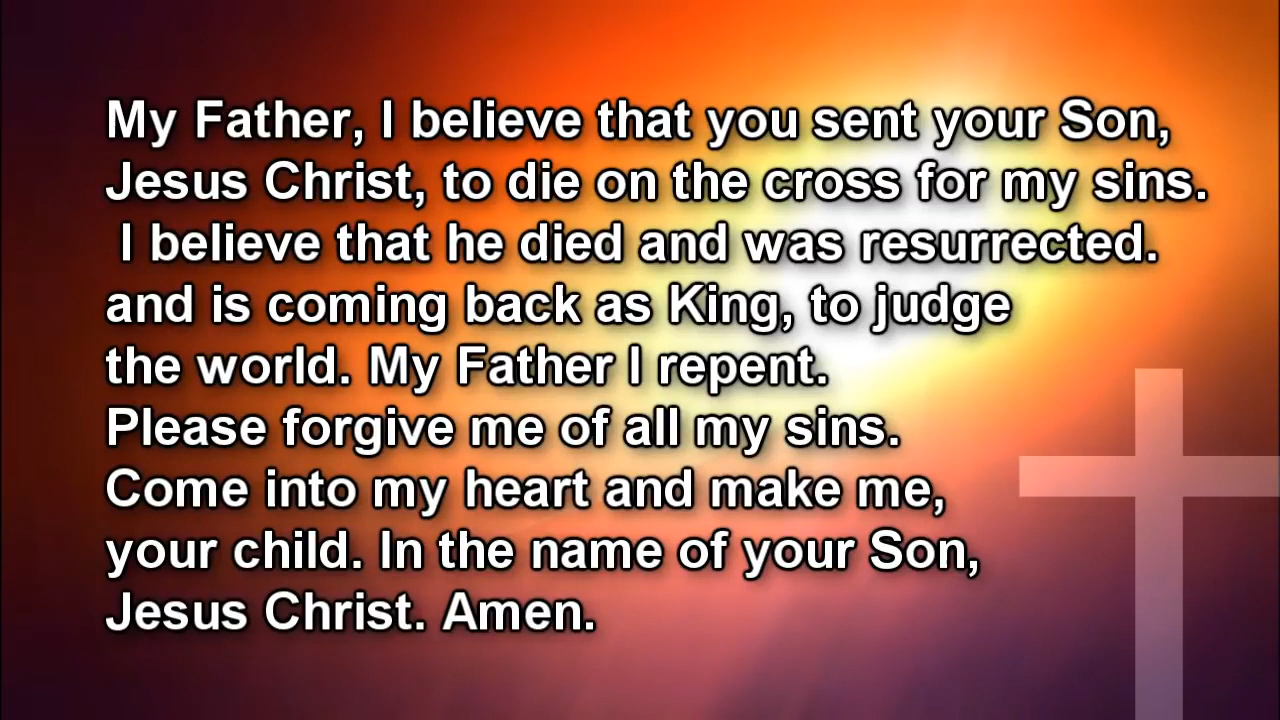 My Father, I believe that you sent your Son,
Jesus Christ, to die on the cross for my sins.
I believe that he died and was resurrected.
and is coming back as King, to judge
the world. My Father I repent.
Please forgive me of all my sins.
Come into my heart and make me,
your child. In the name of your Son,
Jesus Christ. Amen.